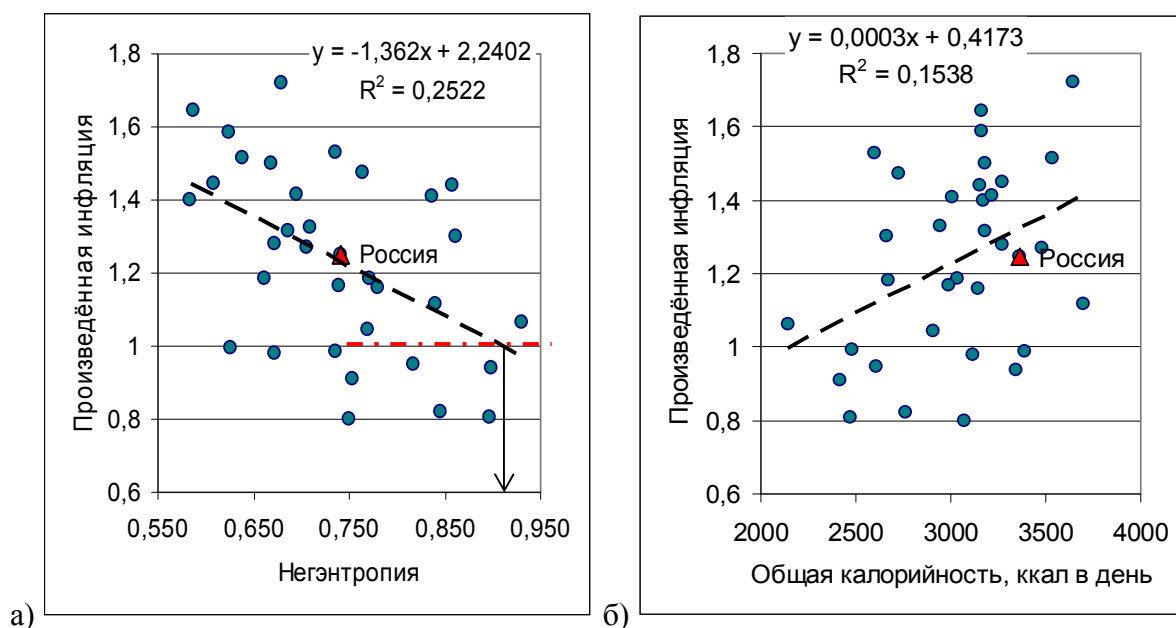 y = -1,362x + 2,2402
R² = 0,2522
1,8
1,6
1,4
1,2
1
0,8
0,6
Произведённая инфляция
Россия
0,550 0,650 0,750 0,850 0,950
Негэнтропия
а)
y = 0,0003x + 0,4173
R² = 0,1538
1,8
1,6
1,4
1,2
1
0,8
0,6
Произведённая инфляция
Россия
2000 2500 3000 3500 4000
Общая калорийность, ккал в день
б)